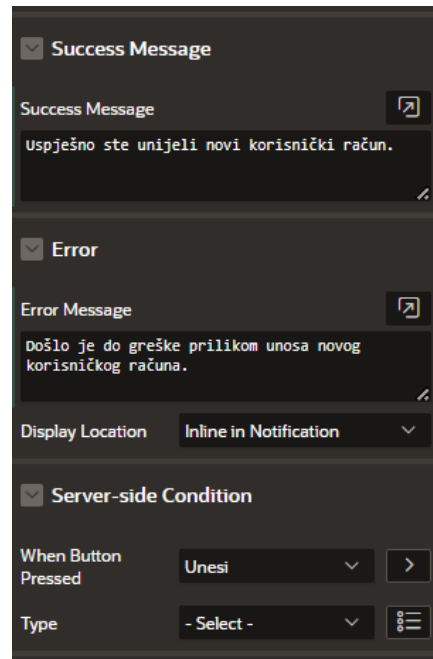 Success Message
Success Message
Uspješno ste unijeli novi korisnički račun.
Error
Error Message
Došlo je do greške prilikom unosa novog
korisničkog računa.
Display Location Inline in Notification
Server-side Condition
When Button
Pressed
Unesi
Type - Select -